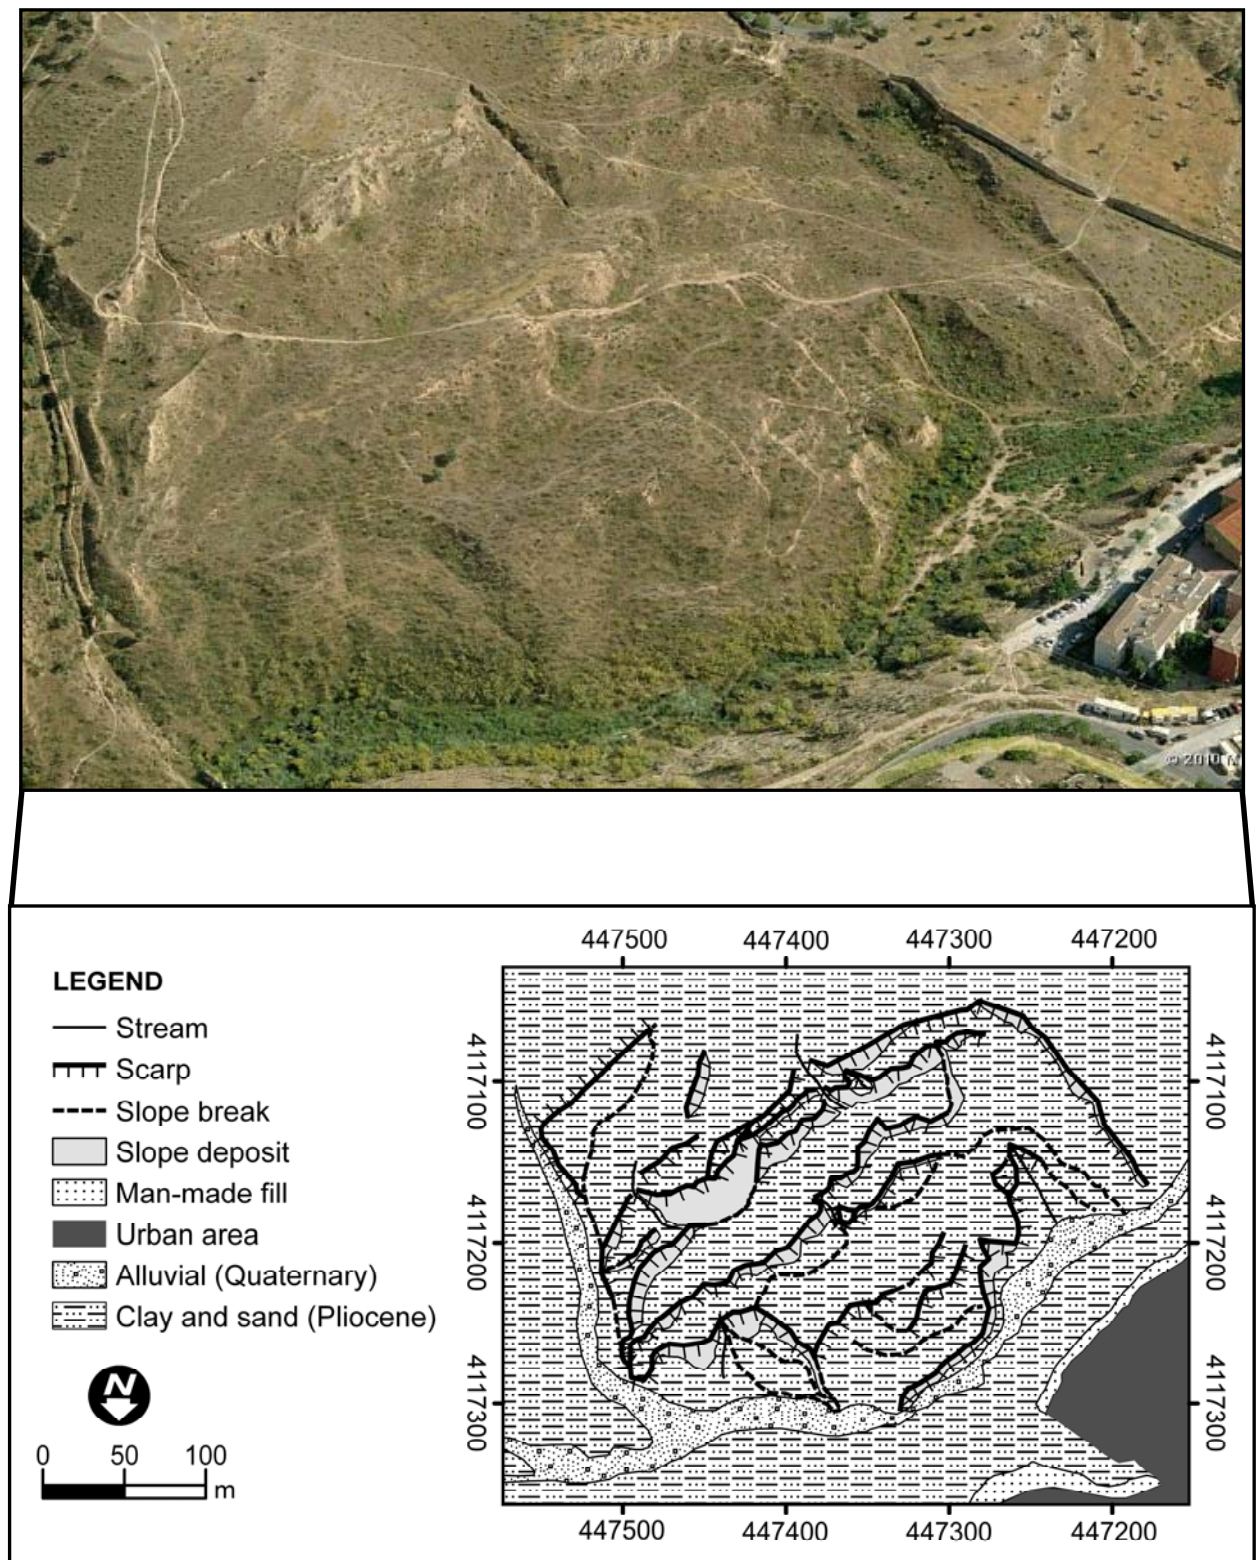 © 2010
447500 447400 447300 447200
LEGEND
Stream
Scarp
Slope break
Slope deposit
Man-made fill
Urban area
Alluvial (Quaternary)
Clay and sand (Pliocene)
N
0 50 100
m
4117100
4117200
4117300
4117100
4117200
4117300
447500 447400 447300 447200